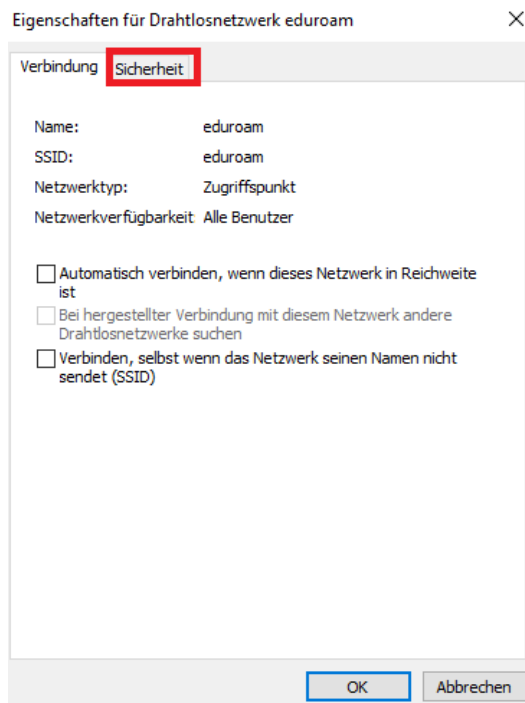 Eigenschaften für Drahtlosnetzwerk eduroam
Verbindung Sicherheit
Name: eduroam
SSID: eduroam
Netzwerktyp: Zugriffspunkt
Netzwerkverfügbarkeit Alle Benutzer
Automatisch verbinden, wenn dieses Netzwerk in Reichweite
ist
Bei hergestellter Verbindung mit diesem Netzwerk andere
Drahtlosnetzwerke suchen
Verbinden, selbst wenn das Netzwerk seinen Namen nicht
sendet (SSID)
OK Abbrechen